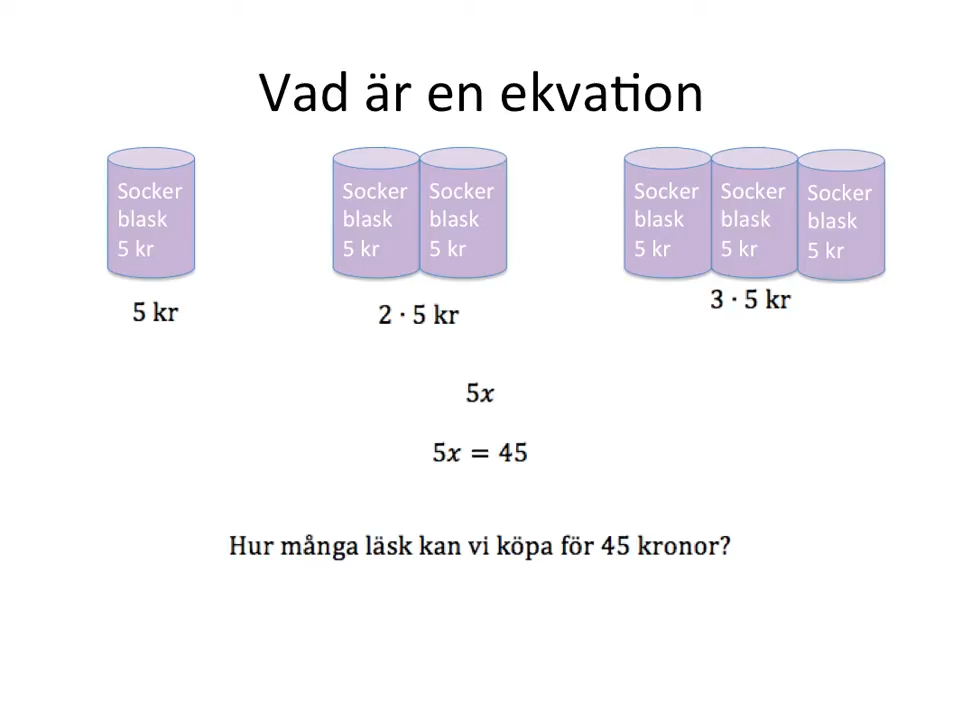 Vad är en ekvation
Socker
blask
5 kr
Socker
blask
5 kr
Socker
blask
5 kr
Socker
blask
5 kr
Socker
blask
5 kr
Socker
blask
5 kr
5 kr
2 · 5 kr
3 · 5 kr
5x
5x = 45
Hur många läsk kan vi köpa för 45 kronor?